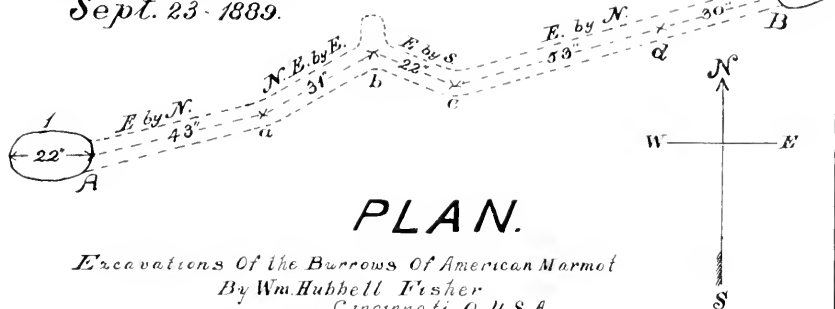 Sept. 23 - 1889.
30"
B
E. by N.
53"
d
E by S.
22"
c
N. E. by E.
31"
b
E by N.
43"
a
1
22"
A
N
W E
S
PLAN.
Excavations Of the Burrows Of American Marmot
By Wm. Hubbell Fisher
Cincinnati O. U.S.A.